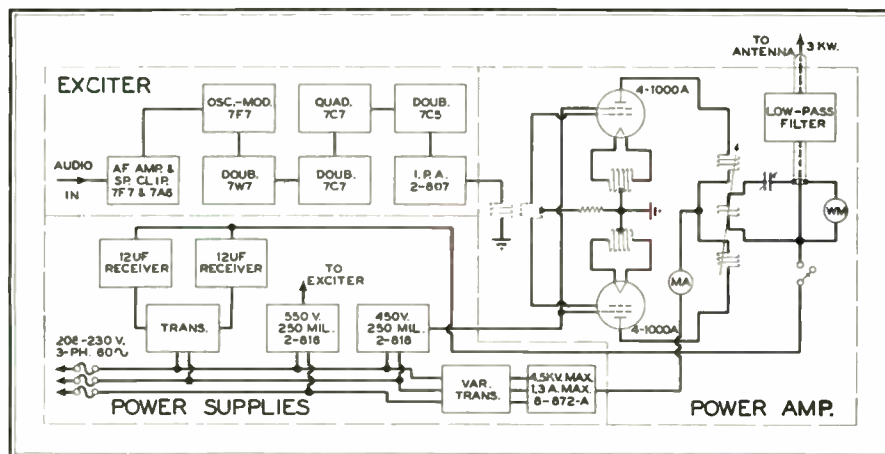 TO
ANTENNA
3 KW.
EXCITER
4-1000A
OSC.-MOD.
7F7
QUAD.
7C7
DOUB.
7C5
LOW-PASS
FILTER
AUDIO
IN
AF AMP. &
SP. CLIP.
7F7 & 7A6
DOUB.
7W7
DOUB.
7C7
I.P.A.
2-807
WM
12UF
RECEIVER
12UF
RECEIVER
TO
EXCITER
MA
TRANS.
550 V.
250 MIL.
2-816
450V.
250 MIL.
2-816
4-1000A
208-230 V.
3-PH. 60~
VAR.
TRANS.
4.5KV. MAX.
1.3 A. MAX.
6-872-A
POWER SUPPLIES
POWER AMP.